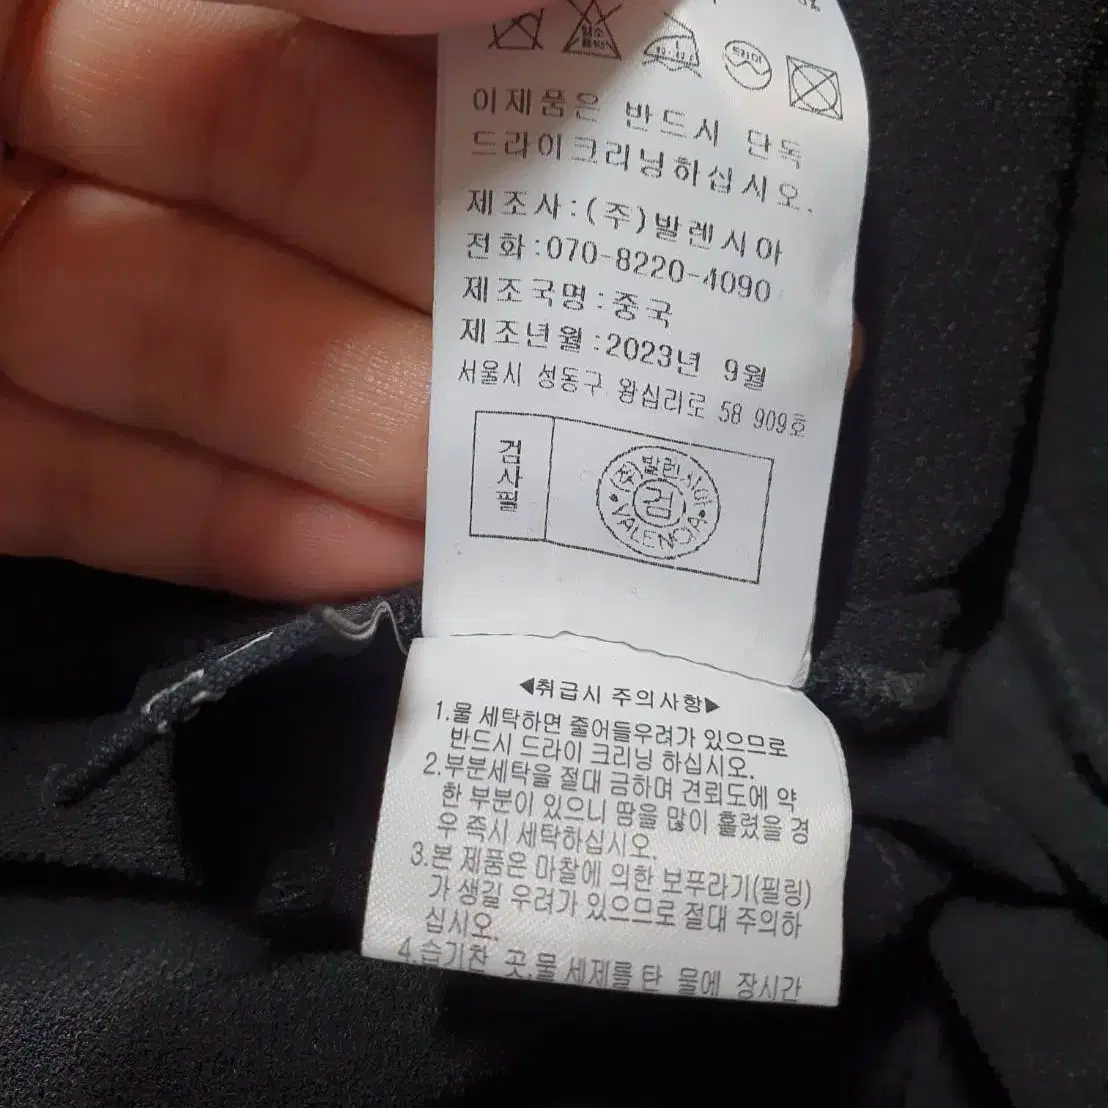 드라이
이제품은 반드시 단독
드라이크리닝하십시오.
제조사:(주)발렌시아
전화:070-8220-4090
제조국명:중국
제조년월:2023년 9월
서울시 성동구 왕십리로 58 909호
검사필
(주)발렌시아
검
VALENCIA
◀취급시 주의사항▶
1.물 세탁하면 줄어들우려가 있으므로
반드시 드라이 크리닝 하십시오.
2.부분세탁을 절대 금하며 견뢰도에 약
한 부분이 있으니 땀을 많이 흘렸을 경
우 즉시 세탁하십시오.
3.본 제품은 마찰에 의한 보푸라기(필링)
가 생길 우려가 있으므로 절대 주의하
십시오.
4.습기찬 곳,물 세제를 탄 물에 장시간